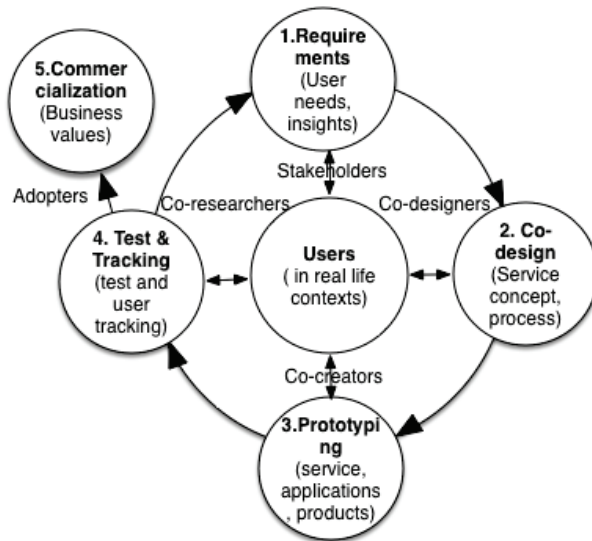 1.Require
ments
(User
needs,
insights)
5.Commer
cialization
(Business
values)
Stakeholders
Adopters
Co-researchers
Co-designers
4. Test &
Tracking
(test and
user
tracking)
Users
( in real life
contexts)
2. Co-
design
(Service
concept,
process)
Co-creators
3.Prototypi
ng
(service,
applications
, products)